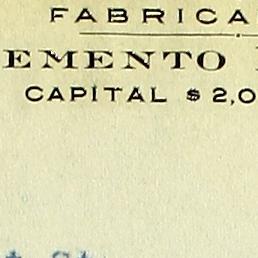 FABRICA
EMENTO
CAPITAL $ 2,0